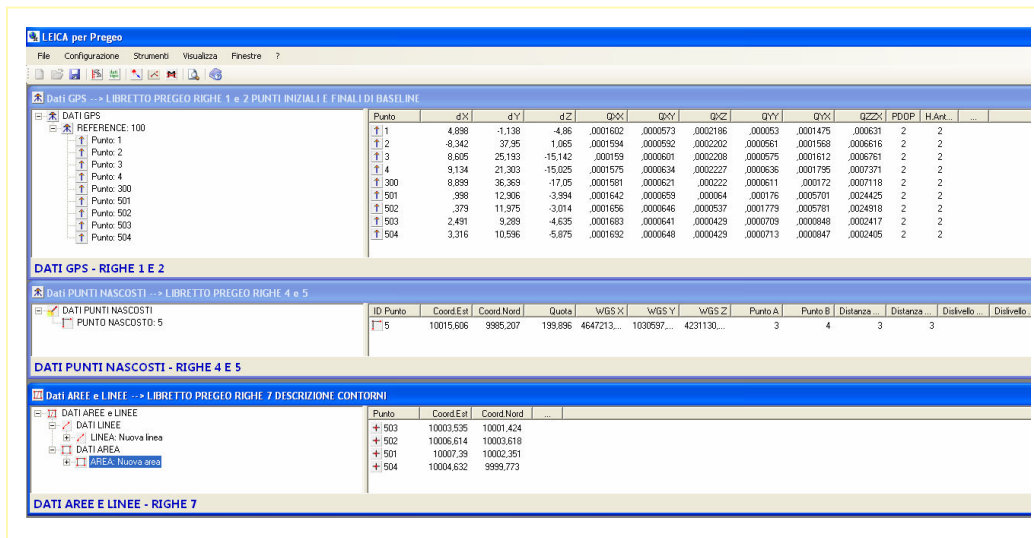 LEICA per Pregeo
File Configurazione Strumenti Visualizza Finestre ?
Dati GPS --> LIBRETTO PREGEO RIGHE 1 e 2 PUNTI INIZIALI E FINALI DI BASELINE
DATI GPS
REFERENCE: 100
Punto: 1
Punto: 2
Punto: 3
Punto: 4
Punto: 300
Punto: 501
Punto: 502
Punto: 503
Punto: 504
Punto dX dY dZ QXX QXY QXZ QYY QYX QZZX PDOP H.Ant... ...
1 4,898 -1,138 -4,86 ,0001602 ,0000573 ,0002186 ,000053 ,0001475 ,000631 2 2
2 -8,342 37,95 1,065 ,0001594 ,0000592 ,0002202 ,0000561 ,0001568 ,0006616 2 2
3 8,605 25,193 -15,142 ,000159 ,0000601 ,0002208 ,0000575 ,0001612 ,0006761 2 2
4 9,134 21,303 -15,025 ,0001575 ,0000634 ,0002227 ,0000636 ,0001795 ,0007371 2 2
300 8,899 36,369 -17,05 ,0001581 ,0000621 ,000222 ,0000611 ,000172 ,0007118 2 2
501 ,998 12,906 -3,994 ,0001642 ,0000659 ,000064 ,000176 ,0005701 ,0024425 2 2
502 ,379 11,975 -3,014 ,0001656 ,0000646 ,0000537 ,0001779 ,0005781 ,0024918 2 2
503 2,491 9,289 -4,635 ,0001683 ,0000641 ,0000429 ,0000709 ,0000848 ,0002417 2 2
504 3,316 10,596 -5,875 ,0001692 ,0000648 ,0000429 ,0000713 ,0000847 ,0002405 2 2
DATI GPS - RIGHE 1 E 2
Dati PUNTI NASCOSTI --> LIBRETTO PREGEO RIGHE 4 e 5
DATI PUNTI NASCOSTI
PUNTO NASCOSTO: 5
ID Punto Coord.Est Coord.Nord Quota WGS X WGS Y WGS Z Punto A Punto B Distanza ... Distanza ... Dislivello ... Dislivello .
5 10015,606 9985,207 199,896 4647213,... 1030597,... 4231130,... 3 4 3 3
DATI PUNTI NASCOSTI - RIGHE 4 E 5
Dati AREE e LINEE --> LIBRETTO PREGEO RIGHE 7 DESCRIZIONE CONTORNI
DATI AREE e LINEE
DATI LINEE
LINEA: Nuova linea
DATI AREA
AREA: Nuova area
Punto Coord.Est Coord.Nord ...
503 10003,535 10001,424
502 10006,614 10003,618
501 10007,39 10002,351
504 10004,632 9999,773
DATI AREE E LINEE - RIGHE 7